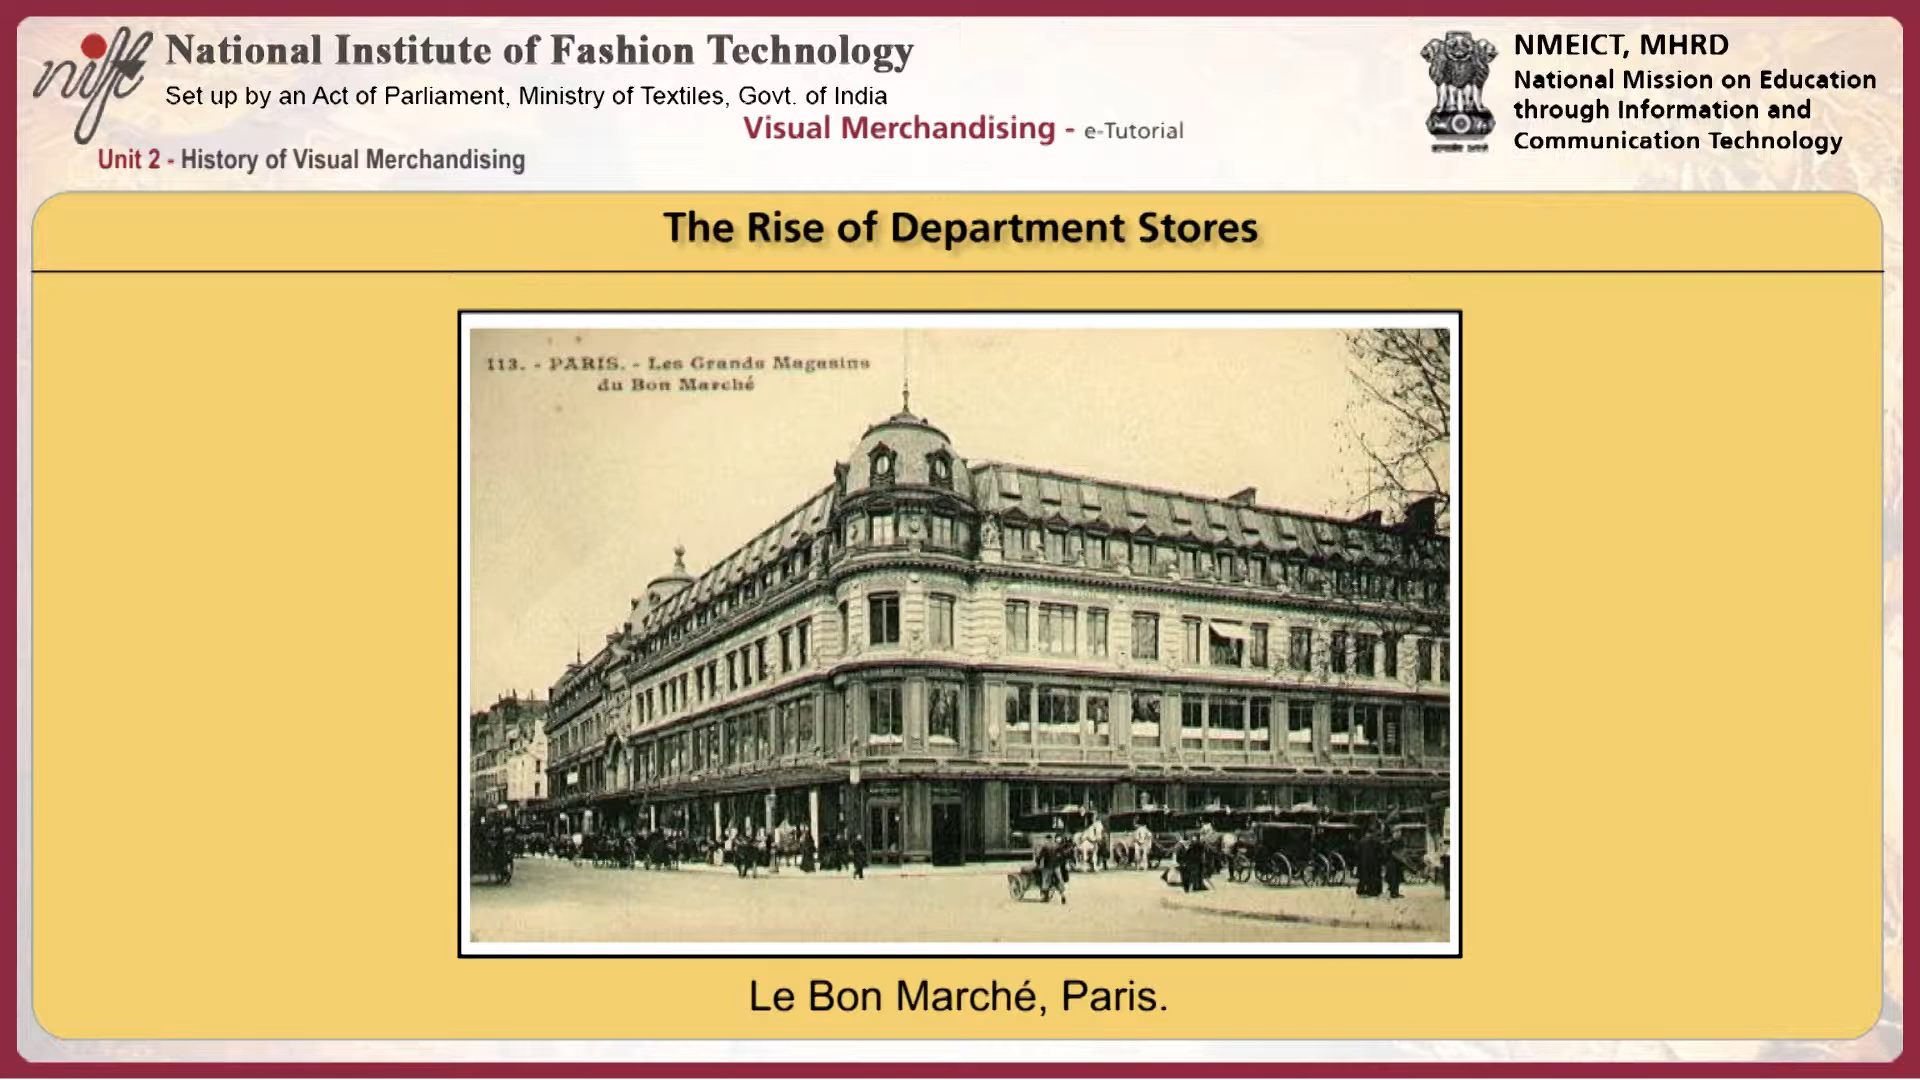 nift
National Institute of Fashion Technology
Set up by an Act of Parliament, Ministry of Textiles, Govt. of India
Visual Merchandising - e-Tutorial
Unit 2 - History of Visual Merchandising
NMEICT, MHRD
National Mission on Education
through Information and
Communication Technology
The Rise of Department Stores
113. - PARIS. - Les Grands Magasins
du Bon Marché
Le Bon Marché, Paris.